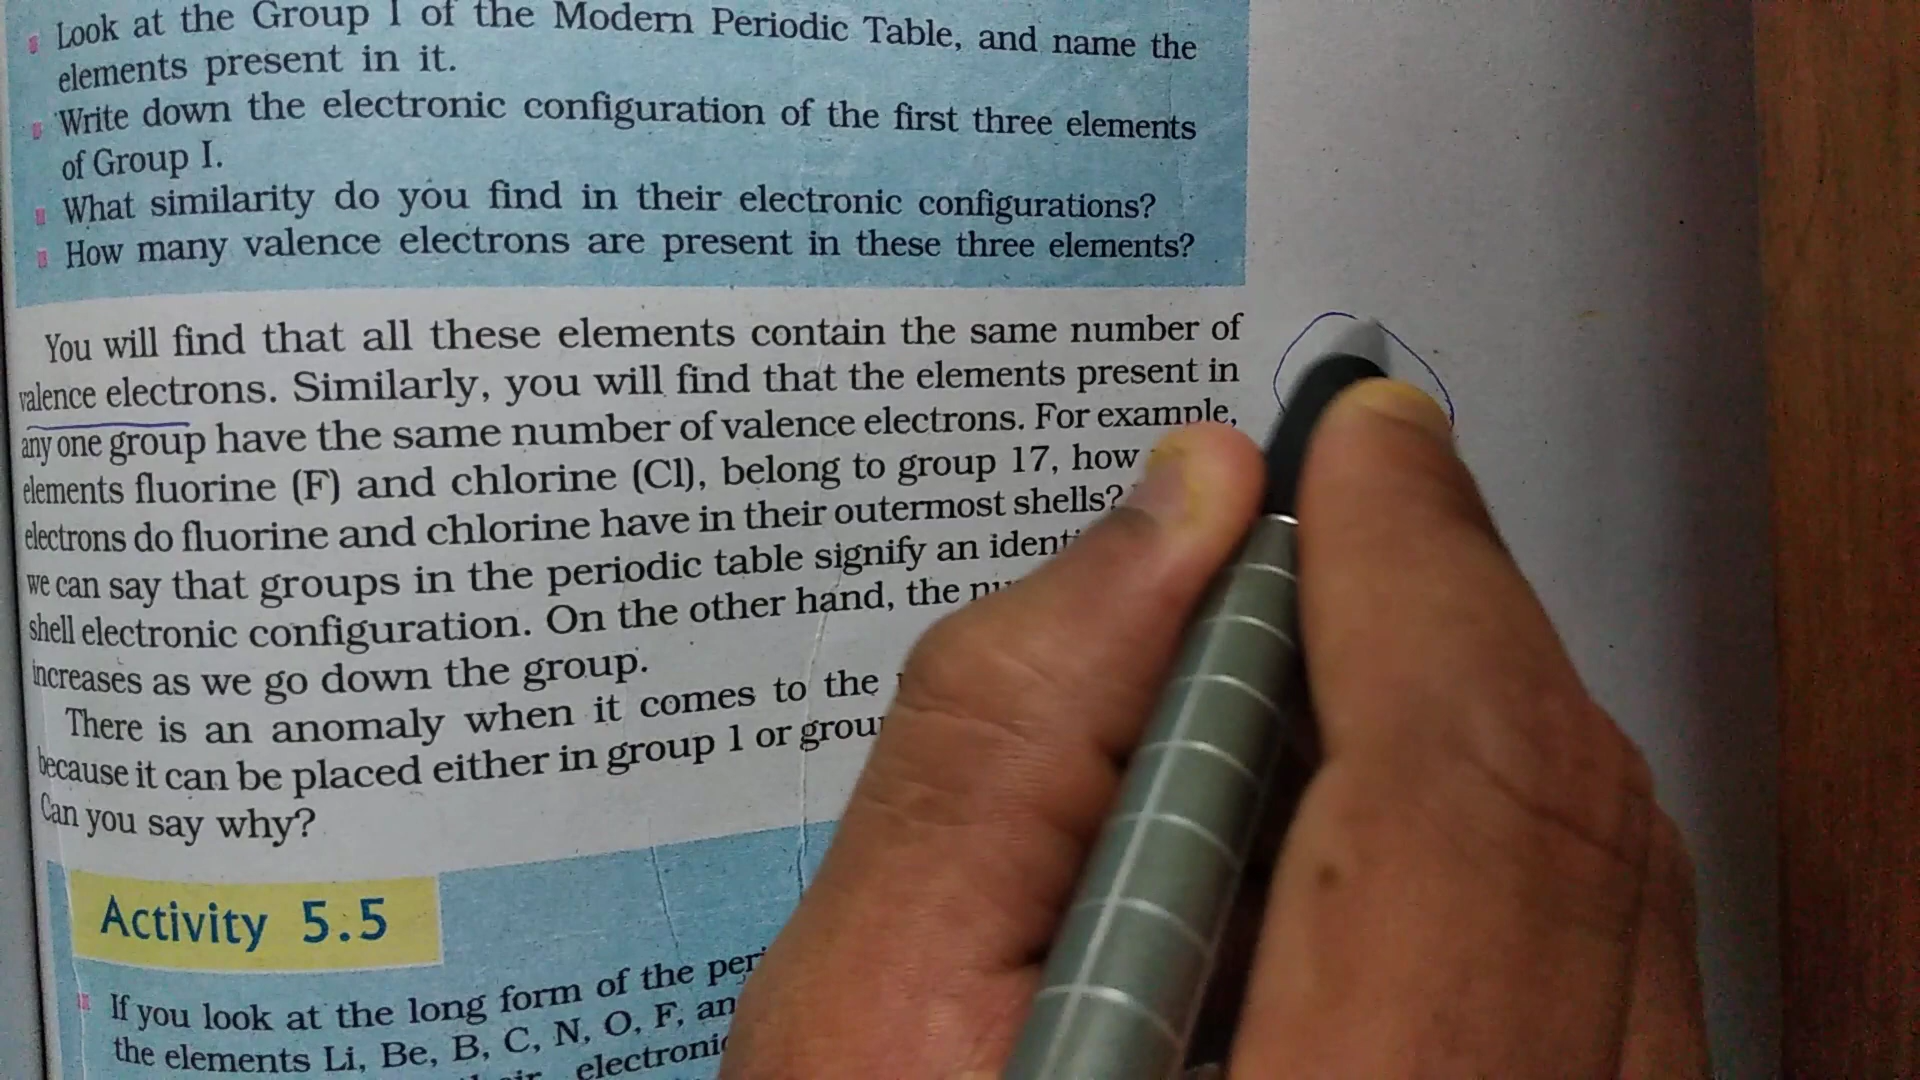 Look at the Group I of the Modern Periodic Table, and name the
elements present in it.
Write down the electronic configuration of the first three elements
of Group I.
What similarity do you find in their electronic configurations?
How many valence electrons are present in these three elements?
You will find that all these elements contain the same number of
valence electrons. Similarly, you will find that the elements present in
any one group have the same number of valence electrons. For example,
elements fluorine (F) and chlorine (Cl), belong to group 17, how
electrons do fluorine and chlorine have in their outermost shells?
we can say that groups in the periodic table signify an
shell electronic configuration. On the other hand, the
increases as we go down the group.
There is an anomaly when it comes to the
because it can be placed either in group 1 or
Can you say why?
Activity 5.5
If you look at the long form of the
the elements Li, Be, B, C, N, O, F,